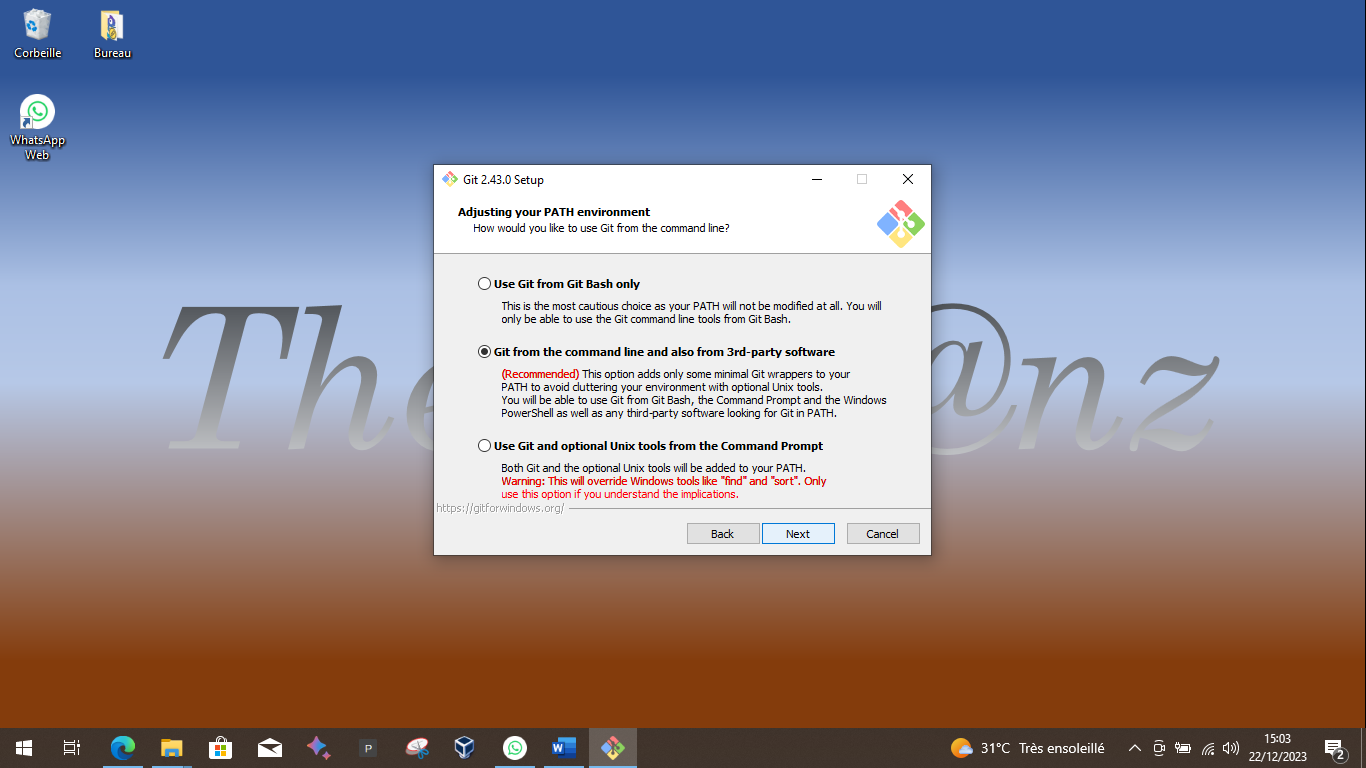 Corbeille
Bureau
WhatsApp
Web
The
@nz
Git 2.43.0 Setup
Adjusting your PATH environment
How would you like to use Git from the command line?
Use Git from Git Bash only
This is the most cautious choice as your PATH will not be modified at all. You will
only be able to use the Git command line tools from Git Bash.
Git from the command line and also from 3rd-party software
(Recommended) This option adds only some minimal Git wrappers to your
PATH to avoid cluttering your environment with optional Unix tools.
You will be able to use Git from Git Bash, the Command Prompt and the Windows
PowerShell as well as any third-party software looking for Git in PATH.
Use Git and optional Unix tools from the Command Prompt
Both Git and the optional Unix tools will be added to your PATH.
Warning: This will override Windows tools like "find" and "sort". Only
use this option if you understand the implications.
https://gitforwindows.org/
Back
Next
Cancel
P
W
31°C Très ensoleillé
15:03
22/12/2023
2